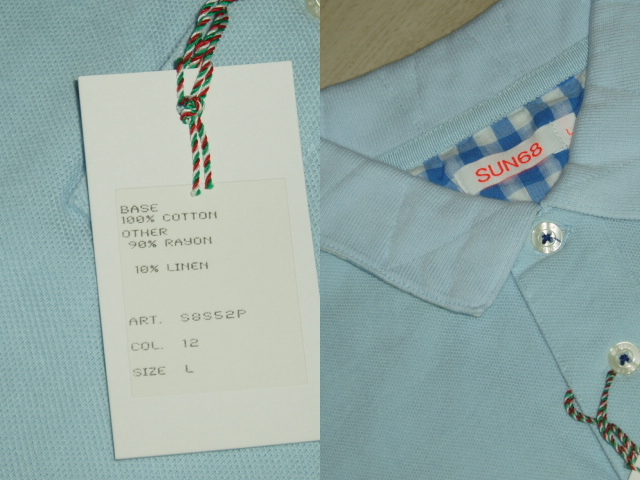 BASE
100% COTTON
OTHER
90% RAYON
10% LINEN
ART. S8S52P
COL. 12
SIZE L
SUN68